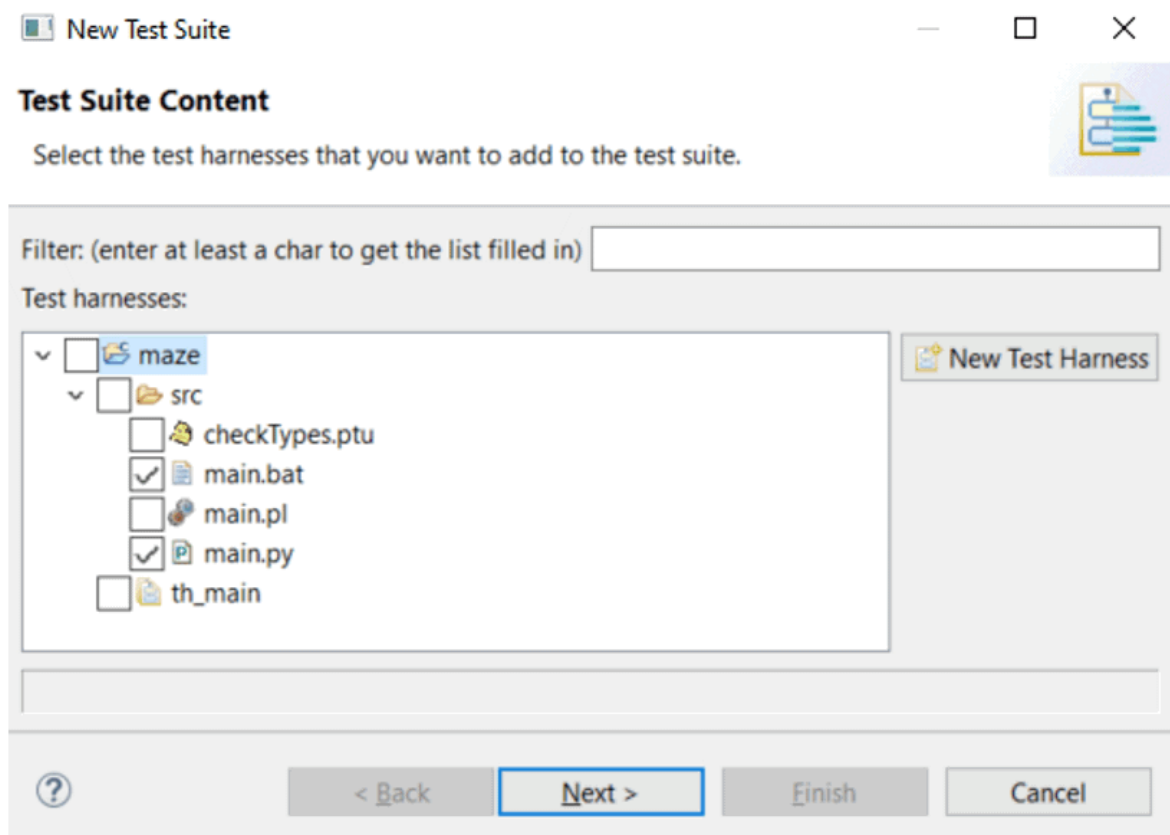 New Test Suite
Test Suite Content
Select the test harnesses that you want to add to the test suite.
Filter: (enter at least a char to get the list filled in)
Test harnesses:
maze
New Test Harness
src
checkTypes.ptu
main.bat
main.pl
main.py
th_main
< Back Next > Finish Cancel